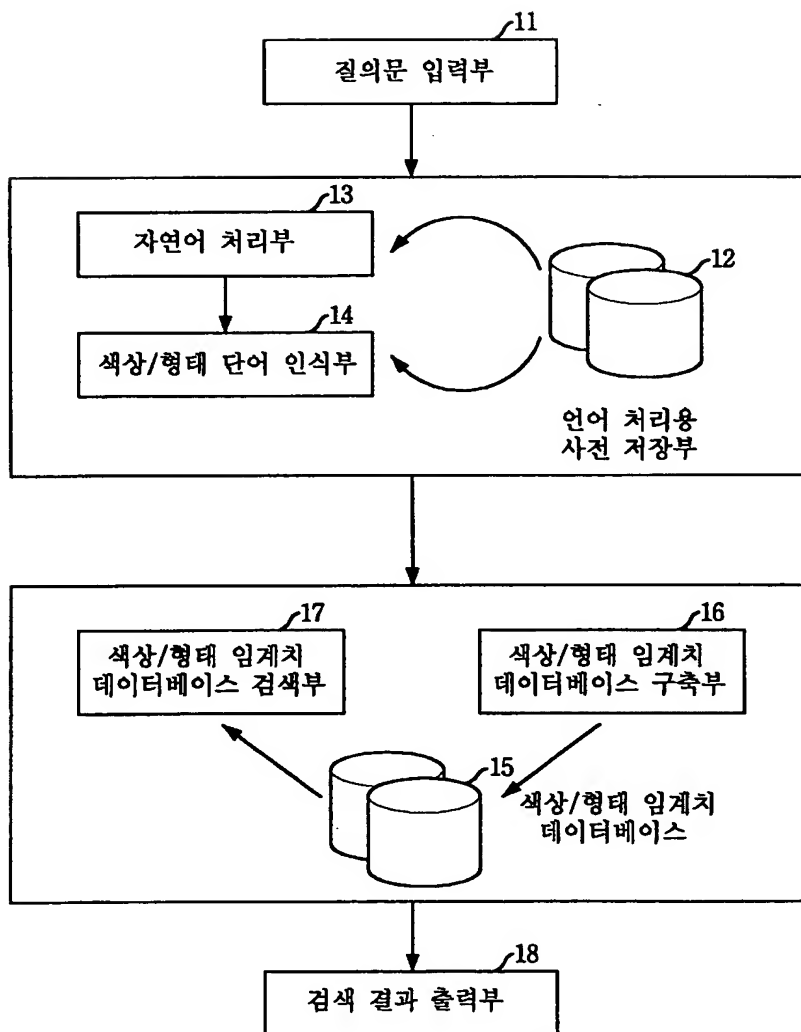 11
질의문 입력부
13
자연어 처리부
12
14
색상/형태 단어 인식부
언어 처리용
사전 저장부
17
색상/형태 임계치
데이터베이스 검색부
16
색상/형태 임계치
데이터베이스 구축부
15
색상/형태 임계치
데이터베이스
18
검색 결과 출력부